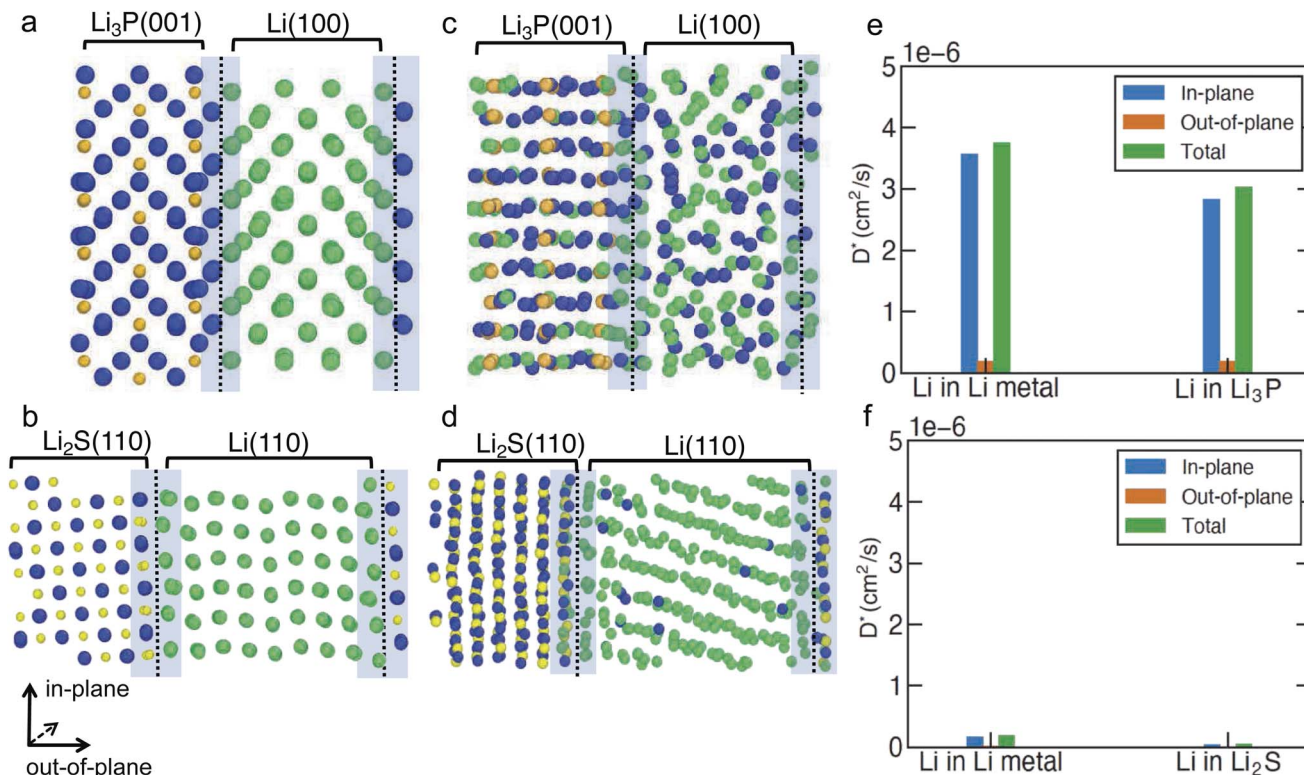 a
Li₃P(001)
Li(100)
c
Li₃P(001)
Li(100)
b
Li₂S(110)
Li(110)
d
Li₂S(110)
Li(110)
in-plane
out-of-plane
e
1e−6
5
4
3
2
1
0
D* (cm²/s)
In-plane
Out-of-plane
Total
Li in Li metal
Li in Li₃P
f
1e−6
5
4
3
2
1
0
D* (cm²/s)
In-plane
Out-of-plane
Total
Li in Li metal
Li in Li₂S